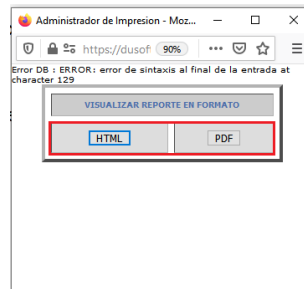 Administrador de Impresion - Moz...
https://dusof 90%
Error DB : ERROR: error de sintaxis al final de la entrada at
character 129
VISUALIZAR REPORTE EN FORMATO
HTML PDF